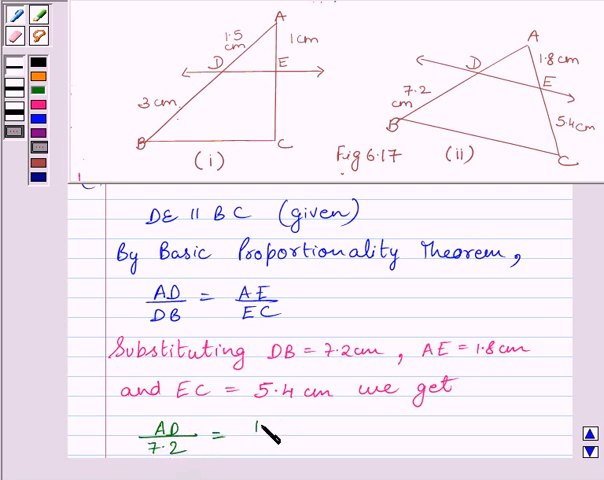 A
1.5 cm
1cm
D
E
3 cm
B
C
(i)
A
1.8cm
D
E
7.2 cm
5.4cm
B
C
Fig 6.17
(ii)
DE || BC (given)
By Basic Proportionality Theorem,
AD/DB = AE/EC
Substituting DB = 7.2cm, AE = 1.8cm
and EC = 5.4 cm we get
AD/7.2 = 1.